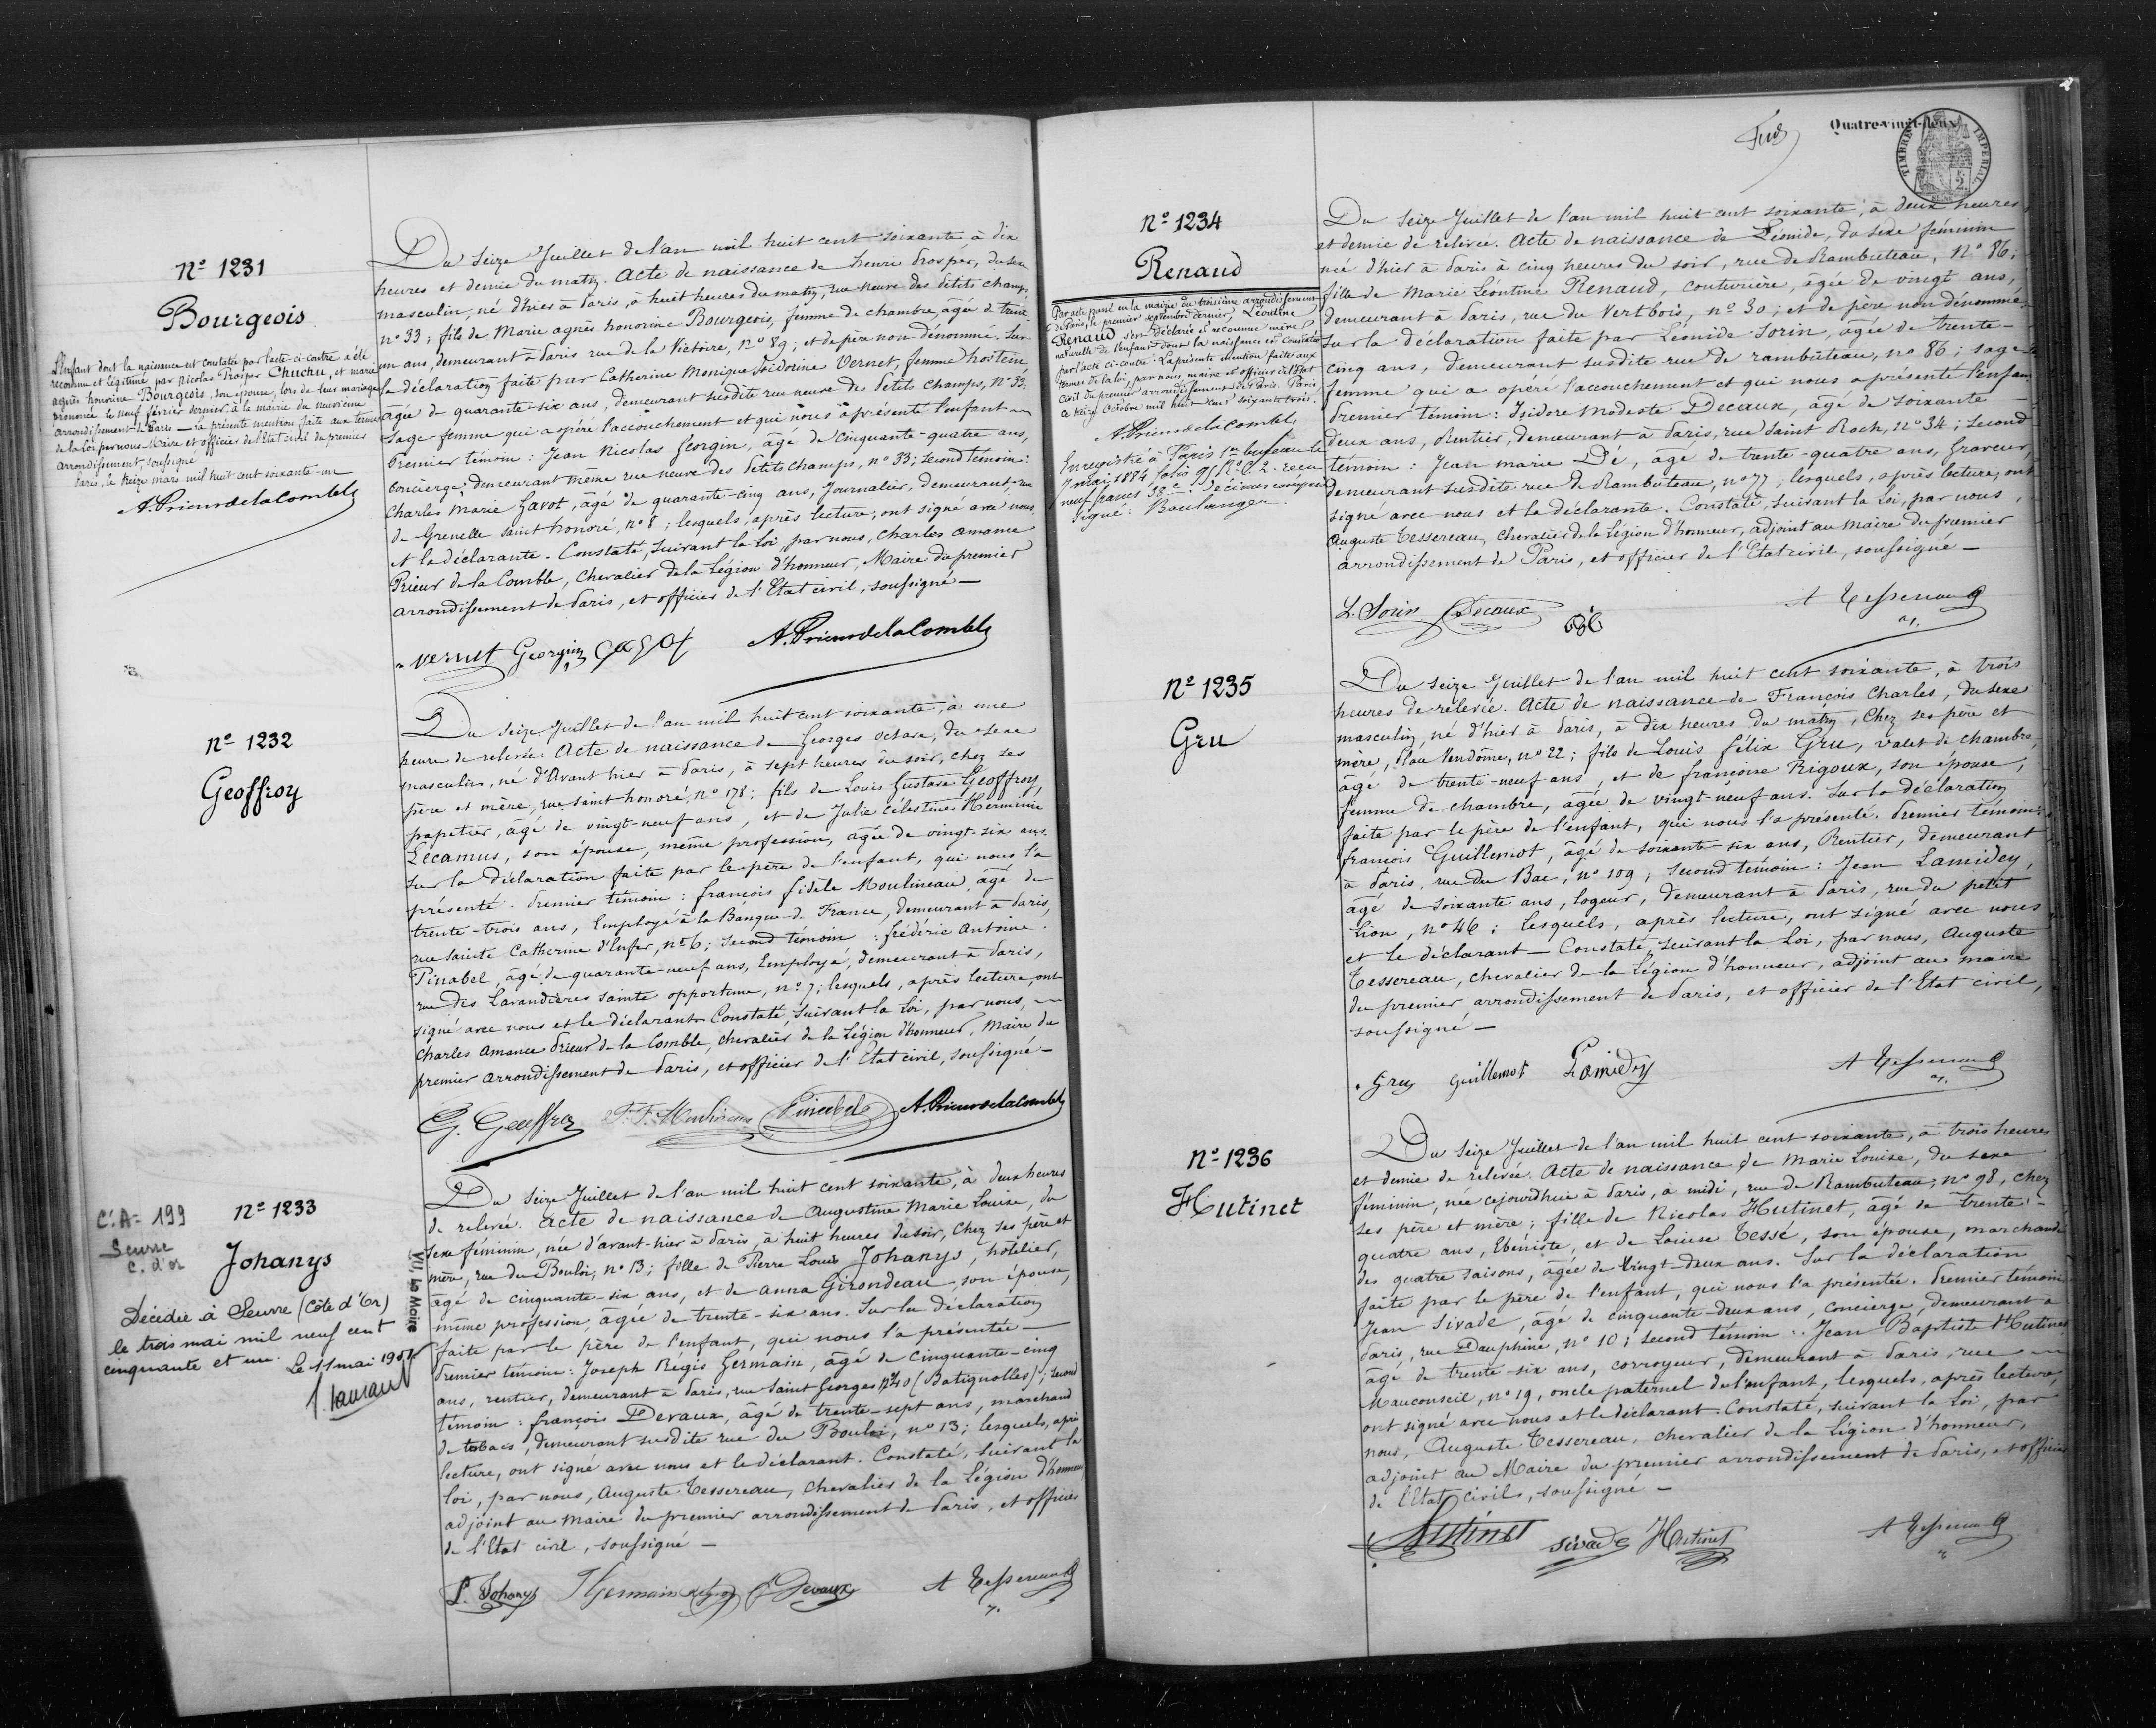 Nº 1231
Bourgeois
L'enfant dont la naissance est constatée par l'acte ci-contre a été
reconnu et légitimé par Nicolas Prosper Chuchu, et marie
agnès honorine Bourgeois, son épouse, lors de leur mariage
prononcé le neuf février dernier à la mairie du neuvième
arrondissement de Paris — la présente mention faite aux termes
de la Loi par nous Maire et officier de l'Etat civil du premier
arrondissement, soussigné
Paris, le treize mars mil huit cent soixante-un
A. Prieur de la Comble
Du seize Juillet de l'an mil huit cent soixante, à dix
heures et demie du matin. Acte de naissance de henri Prosper, du sexe
masculin, né d'hier à Paris, à huit heures du matin, rue neuve des Petits champs,
nº 33; fils de Marie agnès honorine Bourgeois, femme de chambre, âgée de trente-
un ans, demeurant à Paris rue de la Victoire, nº 89; et de père non dénommé. Sur
la déclaration faite par Catherine Monique Isidorine Vernet, femme hostein,
âgée de quarante six ans, demeurant susdite rue neuve des Petits champs, nº 33.
Sage femme qui a opéré l'accouchement et qui nous a présenté l'enfant
Premier témoin: Jean Nicolas Georgin, âgé de cinquante-quatre ans,
Concierge, demeurant même rue neuve des Petits champs, nº 33; second témoin:
Charles Marie Gavot, âgé de quarante-cinq ans, Journalier, demeurant, rue
de Grenelle Saint honoré, nº 8; lesquels, après lecture, ont signé avec nous
et la déclarante. Constaté, suivant la Loi, par nous, Charles amance
Prieur de la Comble, Chevalier de la Légion d'honneur, Maire du premier
arrondissement de Paris, et officier de l'Etat civil, soussigné —
Vernet Georgin Gavot A. Prieur de la Comble
Nº 1232
Geoffroy
Du seize Juillet de l'an mil huit cent soixante, à une
heure de relevée. Acte de naissance de Georges octave, du sexe
masculin, né d'Avant hier à Paris, à sept heures du soir, chez ses
père et mère, rue Saint honoré, nº 178; fils de Louis Gustave Geoffroy,
papetier, âgé de vingt-neuf ans, et de Julie Célestine Herminie
Lecamus, son épouse, même profession, âgée de vingt-six ans.
Sur la déclaration faite par le père de l'enfant, qui nous l'a
présenté. Premier témoin: françois fidèle Moulineau, âgé de
trente-trois ans, Employé à la Banque de France, demeurant à Paris,
rue Sainte Catherine d'Enfer, nº 6; second témoin: frédéric Antoine
Pinabel, âgé de quarante-neuf ans, Employé, demeurant à Paris,
rue des Lavandières Sainte opportune, nº 7; lesquels, après lecture, ont
signé avec nous et le déclarant. Constaté, suivant la Loi, par nous,
Charles Amance Prieur de la Comble, chevalier de la Légion d'honneur, Maire du
premier arrondissement de Paris, et officier de l'Etat civil, soussigné —
G. Geoffroy F. F. Moulineau Pinabel A. Prieur de la Comble
C.A= 199
Seurre
C. d'or
Nº 1233
Johanys
Décédée à Seurre (Côte d'Or)
le trois mai mil neuf cent
cinquante et un. Le 11 mai 1951
VU, Le Maire
Du seize Juillet de l'an mil huit cent soixante, à deux heures
de relevée. Acte de naissance de Augustine Marie Louise, du
sexe féminin, née d'avant-hier à Paris, à huit heures du soir, chez ses père et
mère, rue du Bouloi, nº 13; fille de Pierre Louis Johanys, hôtelier,
âgé de cinquante-six ans, et de anna Girondeau, son épouse,
même profession, âgée de trente-six ans. Sur la déclaration
faite par le père de l'enfant, qui nous l'a présentée —
Premier témoin: Joseph Régis Germain, âgé de cinquante-cinq
ans, rentier, demeurant à Paris, rue Saint Georges nº 40 (Batignolles); second
témoin: françois Devaux, âgé de trente-sept ans, marchand
de tabacs, demeurant susdite rue du Bouloi, nº 13; lesquels, après
lecture, ont signé avec nous et le déclarant. Constaté, suivant la
loi, par nous, Auguste Tessereau, Chevalier de la Légion d'honneur
adjoint au Maire du premier arrondissement de Paris, et officier
de l'Etat civil, soussigné —
P. Johanys Germain Devaux A Tessereau
Quatre-vingt-deux
TIMBRE IMPERIAL
Nº 1234
Renaud
Par acte passé en la mairie du troisième arrondissement
de Paris, le premier septembre dernier, Léontine
Renaud s'en déclarée et reconnue mère
naturelle de l'enfant dont la naissance est constatée
par l'acte ci-contre. La présente mention faite aux
termes de la loi, par nous maire et officier de l'Etat
Civil du premier arrondissement de Paris. Paris,
ce treize octobre mil huit cent soixante trois.
A. Prieur de la Comble
Enregistré à Paris 1er bureau le
7 mai 1884 folio 95 Rº C. 2. reçu
neuf francs 38 c décimes compris
signé: Boulanger
Du seize Juillet de l'an mil huit cent soixante, à deux heures
et demie de relevée. Acte de naissance de Léonide, du sexe féminin
née d'hier à Paris à cinq heures du soir, rue de Rambuteau, Nº 86;
fille de Marie Léontine Renaud, couturière, âgée de vingt ans,
demeurant à Paris, rue du Vertbois, nº 30; et de père non dénommé.
Sur la déclaration faite par Léonide Sorin, âgée de trente-
cinq ans, demeurant susdite rue de rambuteau, nº 86; sage
femme qui a opéré l'accouchement et qui nous a présenté l'enfant
Premier témoin: Isidore Modeste Decaux, âgé de soixante-
deux ans, Rentier, demeurant à Paris, rue Saint Roch, nº 34; second
témoin: Jean marie Dé, âgé de trente-quatre ans, Graveur,
demeurant susdite rue de Rambuteau, nº 77; lesquels, après lecture, ont
signé avec nous et la déclarante. Constaté, suivant la Loi, par nous,
Auguste Tessereau, Chevalier de la Légion d'honneur, adjoint au maire du premier
arrondissement de Paris, et officier de l'Etat civil, soussigné —
L. Sorin Decaux Dé A Tessereau
Nº 1235
Gru
Du seize Juillet de l'an mil huit cent soixante, à trois
heures de relevée. Acte de naissance de François Charles, du sexe
masculin, né d'hier à Paris, à dix heures du matin, chez ses père et
mère, Place Vendôme, nº 22; fils de Louis félix Gru, valet de chambre,
âgé de trente-neuf ans, et de françoise Rigoux, son épouse,
femme de chambre, âgée de vingt-neuf ans. Sur la déclaration
faite par le père de l'enfant, qui nous l'a présenté. Premier témoin:
françois Guillemot, âgé de soixante six ans, Rentier, demeurant
à Paris, rue du Bac, nº 109; second témoin: Jean Lamidey,
âgé de soixante ans, logeur, demeurant à Paris, rue du petit
Lion, nº 46; lesquels, après lecture, ont signé avec nous
et le déclarant — Constaté, suivant la Loi, par nous, Auguste
Tessereau, chevalier de la Légion d'honneur, adjoint au maire
du premier arrondissement de Paris, et officier de l'Etat civil,
soussigné —
Gru Guillemot Lamidey A Tessereau
Nº 1236
Hutinet
Du seize Juillet de l'an mil huit cent soixante, à trois heures
et demie de relevée. Acte de naissance de Marie Louise, du sexe
féminin, née cejourd'hui à Paris, à midi, rue de Rambuteau, nº 98, chez
ses père et mère; fille de Nicolas Hutinet, âgé de trente-
quatre ans, Ebéniste, et de Louise Tessé, son épouse, marchande
des quatre saisons, âgée de vingt-deux ans. Sur la déclaration
faite par le père de l'enfant, qui nous l'a présentée. Premier témoin
Jean Sivade, âgé de cinquante-deux ans, concierge, demeurant à
Paris, rue Dauphine, nº 10; second témoin: Jean Baptiste Hutinet
âgé de trente-six ans, corroyeur, demeurant à Paris, rue
Mauconseil, nº 19, oncle paternel de l'enfant, lesquels, après lecture,
ont signé avec nous et le déclarant. Constaté, suivant la Loi, par
nous, Auguste Tessereau, chevalier de la Légion d'honneur,
adjoint au Maire du premier arrondissement de Paris, et officier
de l'Etat civil, soussigné —
Hutinet Sivade Hutinet A Tessereau